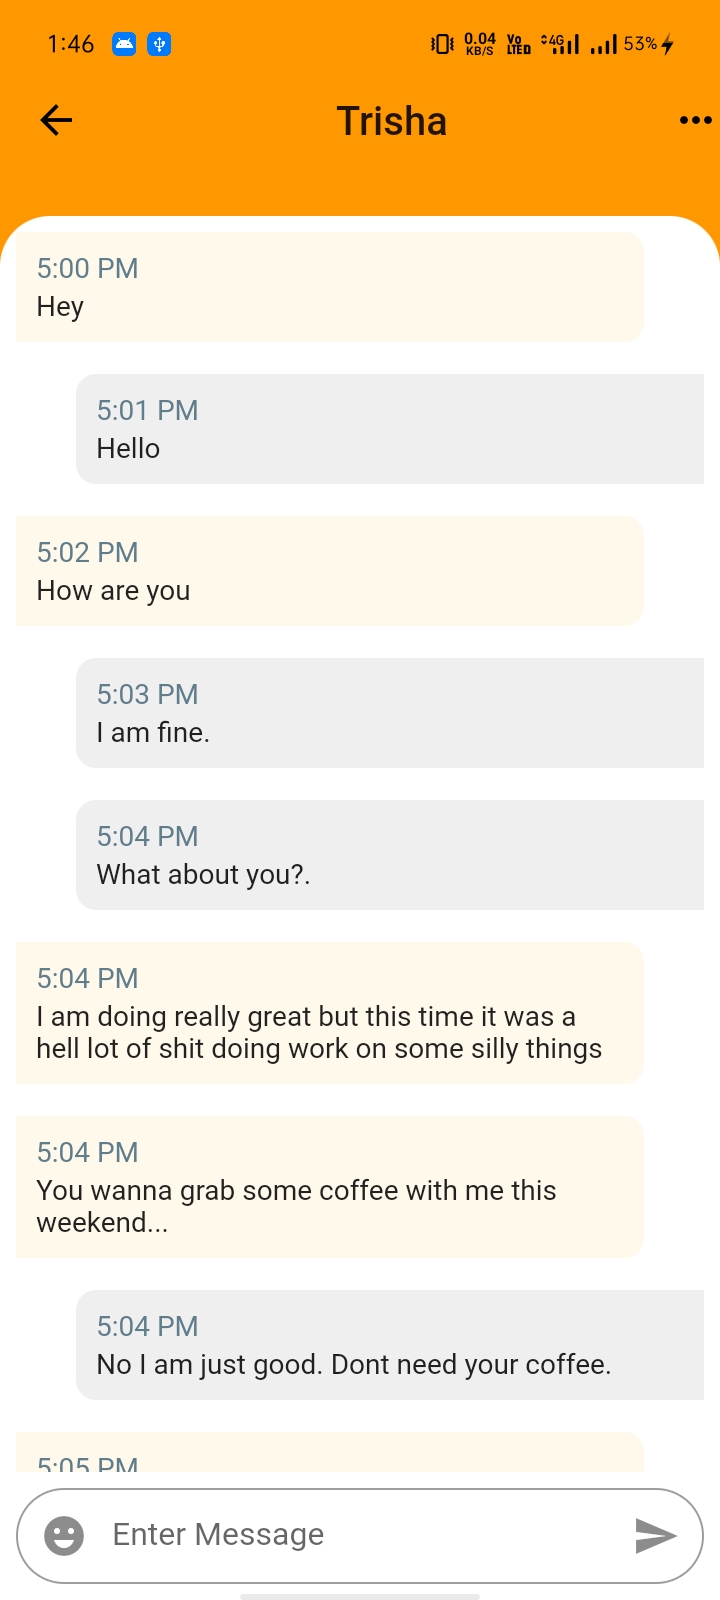 1:46 0.04 KB/S Vo LTED 4G 53%
Trisha
5:00 PM
Hey
5:01 PM
Hello
5:02 PM
How are you
5:03 PM
I am fine.
5:04 PM
What about you?.
5:04 PM
I am doing really great but this time it was a
hell lot of shit doing work on some silly things
5:04 PM
You wanna grab some coffee with me this
weekend...
5:04 PM
No I am just good. Dont need your coffee.
5:05 PM
Enter Message